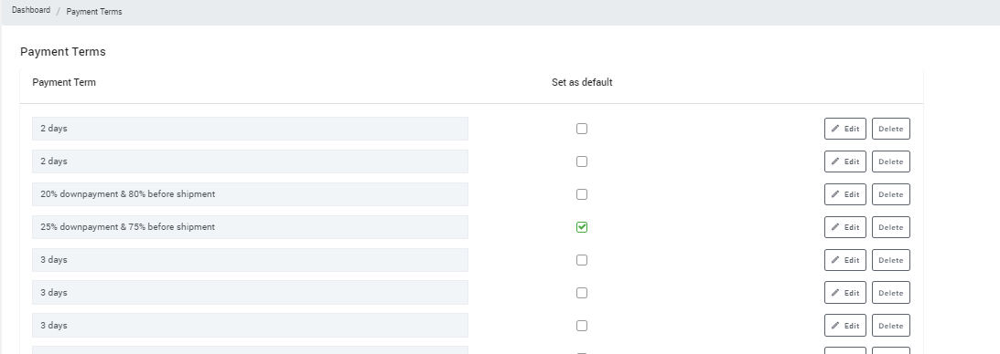 Dashboard / Payment Terms
Payment Terms
Payment Term Set as default
2 days Edit Delete
2 days Edit Delete
20% downpayment & 80% before shipment Edit Delete
25% downpayment & 75% before shipment Edit Delete
3 days Edit Delete
3 days Edit Delete
3 days Edit Delete